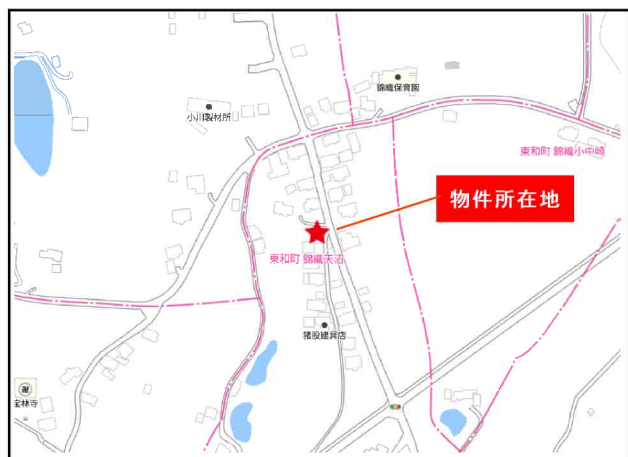 錦織保育園
小川製材所
東和町 錦織小中崎
物件所在地
東和町 錦織天沼
猪股建具店
卍
宝林寺